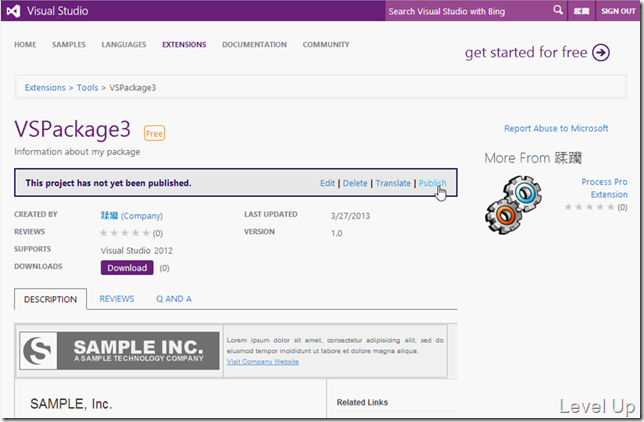 Visual Studio
Search Visual Studio with Bing
蹂躪
SIGN OUT
HOME SAMPLES LANGUAGES EXTENSIONS DOCUMENTATION COMMUNITY
get started for free
Extensions > Tools > VSPackage3
VSPackage3 Free
Information about my package
This project has not yet been published. Edit | Delete | Translate | Publish
CREATED BY 蹂躪 (Company)
REVIEWS (0)
SUPPORTS Visual Studio 2012
DOWNLOADS Download (0)
LAST UPDATED 3/27/2013
VERSION 1.0
Report Abuse to Microsoft
More From 蹂躪
Process Pro
Extension
(0)
DESCRIPTION REVIEWS Q AND A
S SAMPLE INC.
A SAMPLE TECHNOLOGY COMPANY
Lorem ipsum dolor sit amet, consectetur adipisicing elit, sed do
eiusmod tempor incididunt ut labore et dolore magna aliqua.
Visit Company Website
SAMPLE, Inc.
Related Links
Level Up